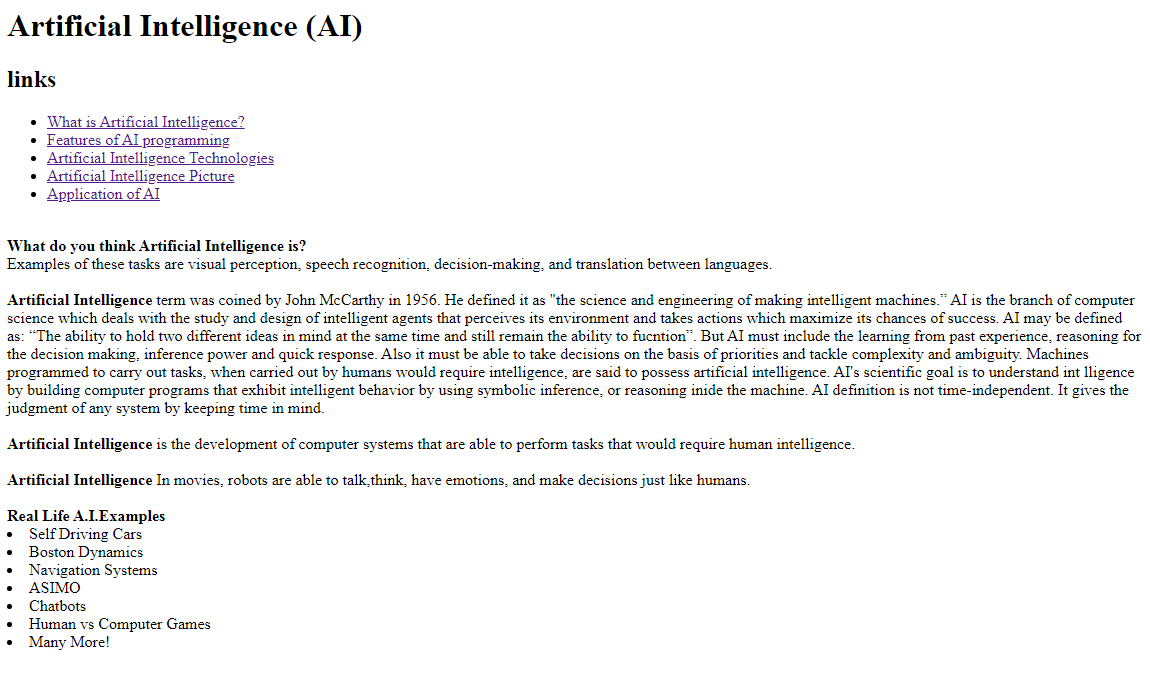 Artificial Intelligence (AI)
links
What is Artificial Intelligence?
Features of AI programming
Artificial Intelligence Technologies
Artificial Intelligence Picture
Application of AI
What do you think Artificial Intelligence is?
Examples of these tasks are visual perception, speech recognition, decision-making, and translation between languages.
Artificial Intelligence term was coined by John McCarthy in 1956. He defined it as "the science and engineering of making intelligent machines.” AI is the branch of computer
science which deals with the study and design of intelligent agents that perceives its environment and takes actions which maximize its chances of success. AI may be defined
as: “The ability to hold two different ideas in mind at the same time and still remain the ability to fucntion”. But AI must include the learning from past experience, reasoning for
the decision making, inference power and quick response. Also it must be able to take decisions on the basis of priorities and tackle complexity and ambiguity. Machines
programmed to carry out tasks, when carried out by humans would require intelligence, are said to possess artificial intelligence. AI's scientific goal is to understand int lligence
by building computer programs that exhibit intelligent behavior by using symbolic inference, or reasoning inide the machine. AI definition is not time-independent. It gives the
judgment of any system by keeping time in mind.
Artificial Intelligence is the development of computer systems that are able to perform tasks that would require human intelligence.
Artificial Intelligence In movies, robots are able to talk,think, have emotions, and make decisions just like humans.
Real Life A.I.Examples
Self Driving Cars
Boston Dynamics
Navigation Systems
ASIMO
Chatbots
Human vs Computer Games
Many More!